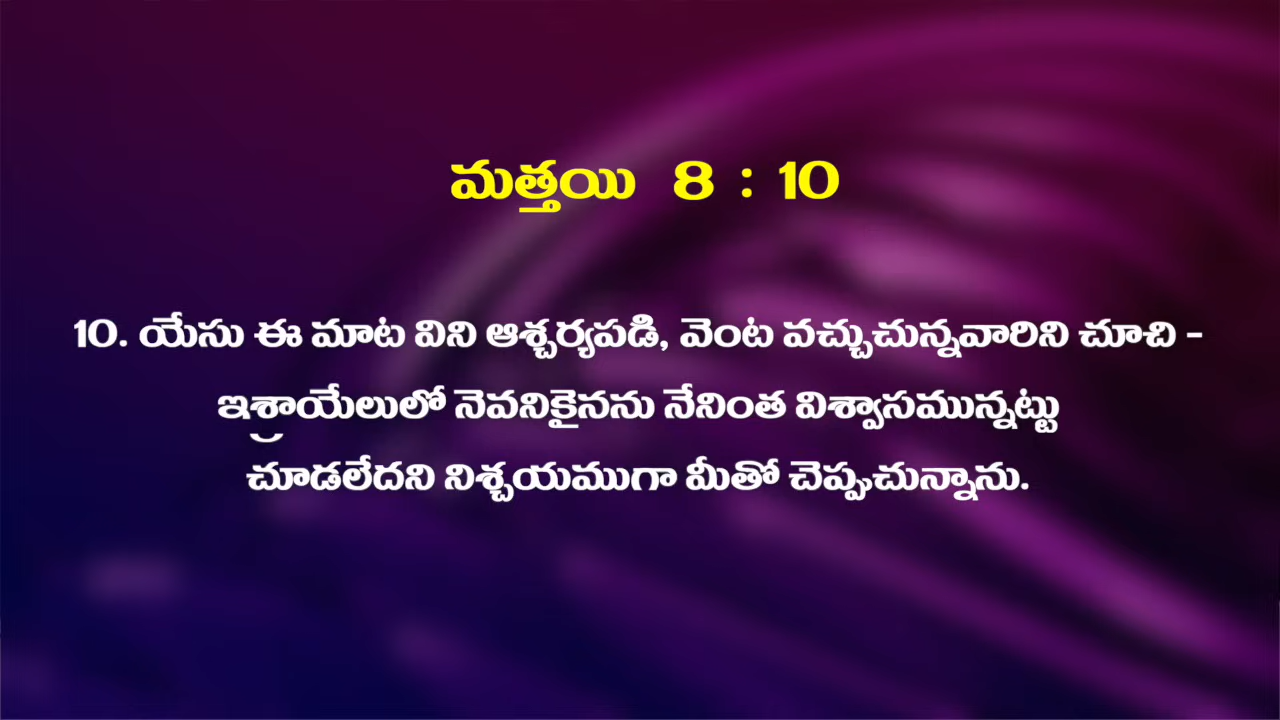 మత్తయి 8 : 10
10. యేసు ఈ మాట విని ఆశ్చర్యపడి, వెంట వచ్చుచున్నవారిని చూచి -
ఇశ్రాయేలులో నెవనికైనను నేనింత విశ్వాసమున్నట్టు
చూడలేదని నిశ్చయముగా మీతో చెప్పుచున్నాను.